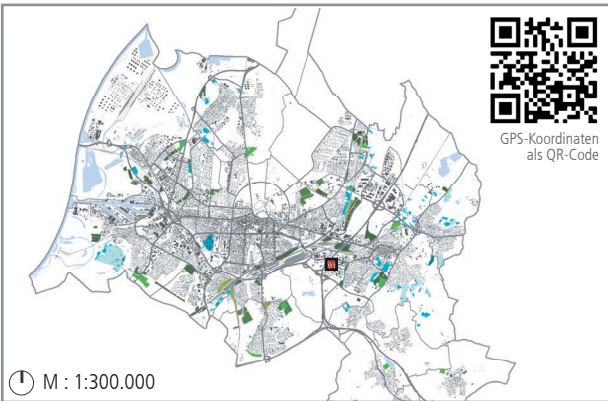 GPS-Koordinaten
als QR-Code
M : 1:300.000